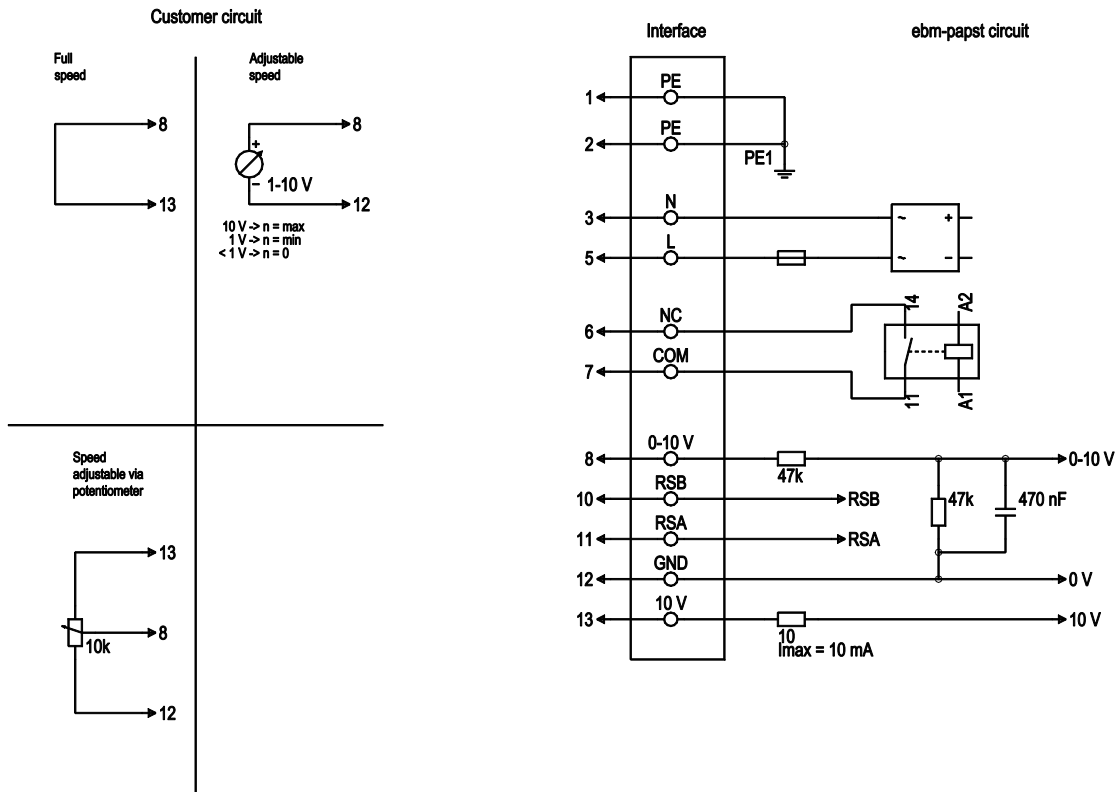 Customer circuit
Full
speed
8
13
Adjustable
speed
8
+
−
1-10 V
12
10 V -> n = max
1 V -> n = min
< 1 V -> n = 0
Speed
adjustable via
potentiometer
13
8
10k
12
Interface
ebm-papst circuit
1
PE
2
PE
PE1
3
N
~
+
5
L
~
−
14
A2
6
NC
7
COM
11
A1
8
0-10 V
47k
0-10 V
10
RSB
RSB
47k
470 nF
11
RSA
RSA
12
GND
0 V
13
10 V
10
10 V
Imax = 10 mA